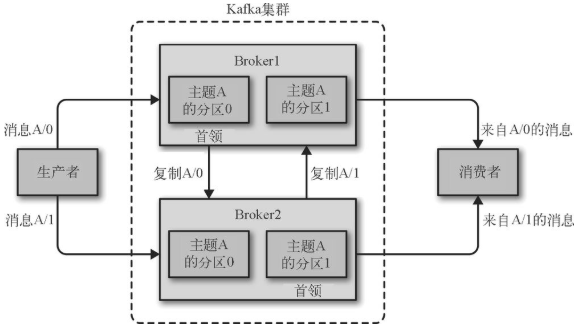 Kafka集群
Broker1
主题A
的分区0
主题A
的分区1
首领
消息A/0
来自A/0的消息
生产者
复制A/0
复制A/1
消费者
消息A/1
来自A/1的消息
Broker2
主题A
的分区0
主题A
的分区1
首领